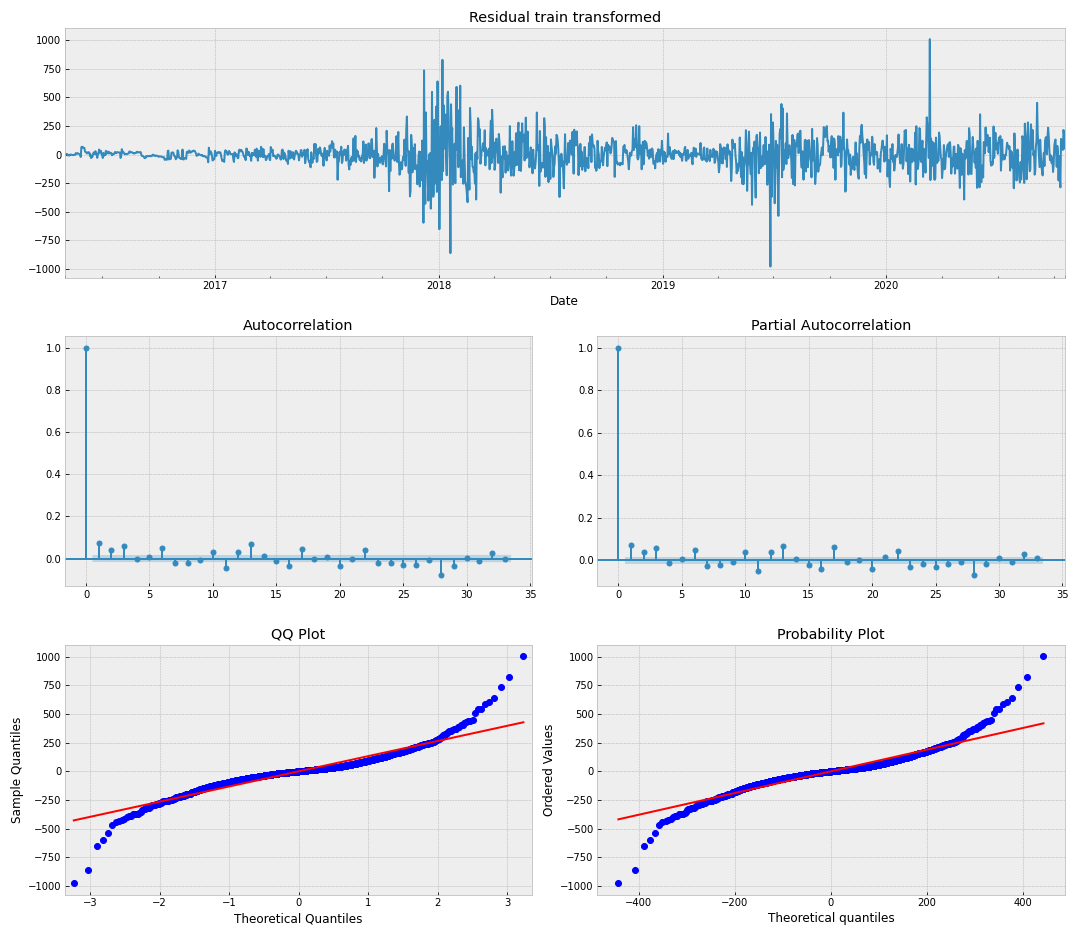 Residual train transformed
1000
750
500
250
0
−250
−500
−750
−1000
2017 2018 2019 2020
Date
Autocorrelation
1.0
0.8
0.6
0.4
0.2
0.0
0 5 10 15 20 25 30 35
Partial Autocorrelation
1.0
0.8
0.6
0.4
0.2
0.0
0 5 10 15 20 25 30 35
QQ Plot
Sample Quantiles
1000
750
500
250
0
−250
−500
−750
−1000
−3 −2 −1 0 1 2 3
Theoretical Quantiles
Probability Plot
Ordered Values
1000
750
500
250
0
−250
−500
−750
−1000
−400 −200 0 200 400
Theoretical quantiles